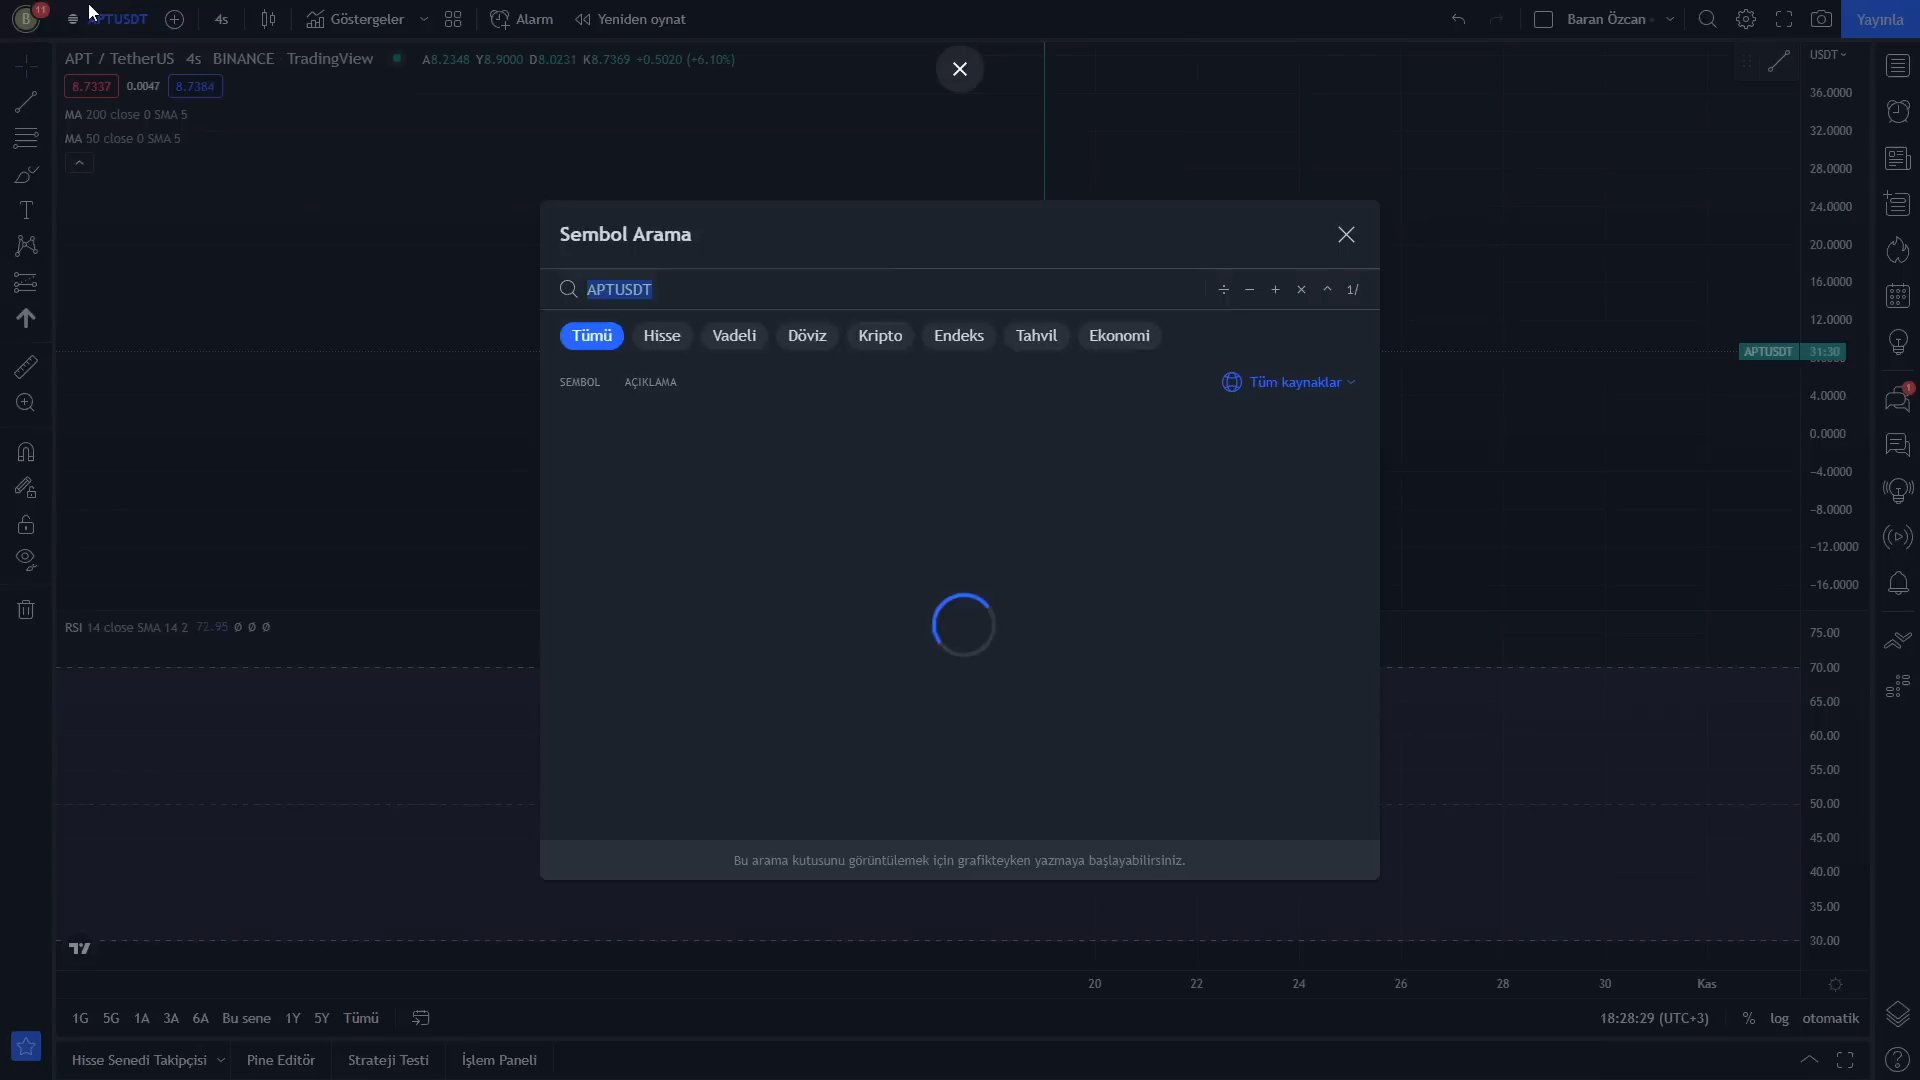 B 11 APTUSDT 4s Göstergeler Alarm Yeniden oynat Baran Özcan Yayınla
APT / TetherUS 4s BINANCE TradingView A8.2348 Y8.9000 D8.0231 K8.7369 +0.5020 (+6.10%)
USDT
8.7337 0.0047 8.7384
MA 200 close 0 SMA 5
MA 50 close 0 SMA 5
36.0000
32.0000
28.0000
24.0000
20.0000
16.0000
12.0000
APTUSDT 31:30
4.0000
0.0000
−4.0000
−8.0000
−12.0000
−16.0000
Sembol Arama
APTUSDT ÷ − + × ^ 1/
Tümü Hisse Vadeli Döviz Kripto Endeks Tahvil Ekonomi
SEMBOL AÇIKLAMA Tüm kaynaklar
Bu arama kutusunu görüntülemek için grafikteyken yazmaya başlayabilirsiniz.
1
RSI 14 close SMA 14 2 72.95 Ø Ø Ø
75.00
70.00
65.00
60.00
55.00
50.00
45.00
40.00
35.00
30.00
20 22 24 26 28 30 Kas
1G 5G 1A 3A 6A Bu sene 1Y 5Y Tümü 18:28:29 (UTC+3) % log otomatik
Hisse Senedi Takipçisi Pine Editör Strateji Testi İşlem Paneli